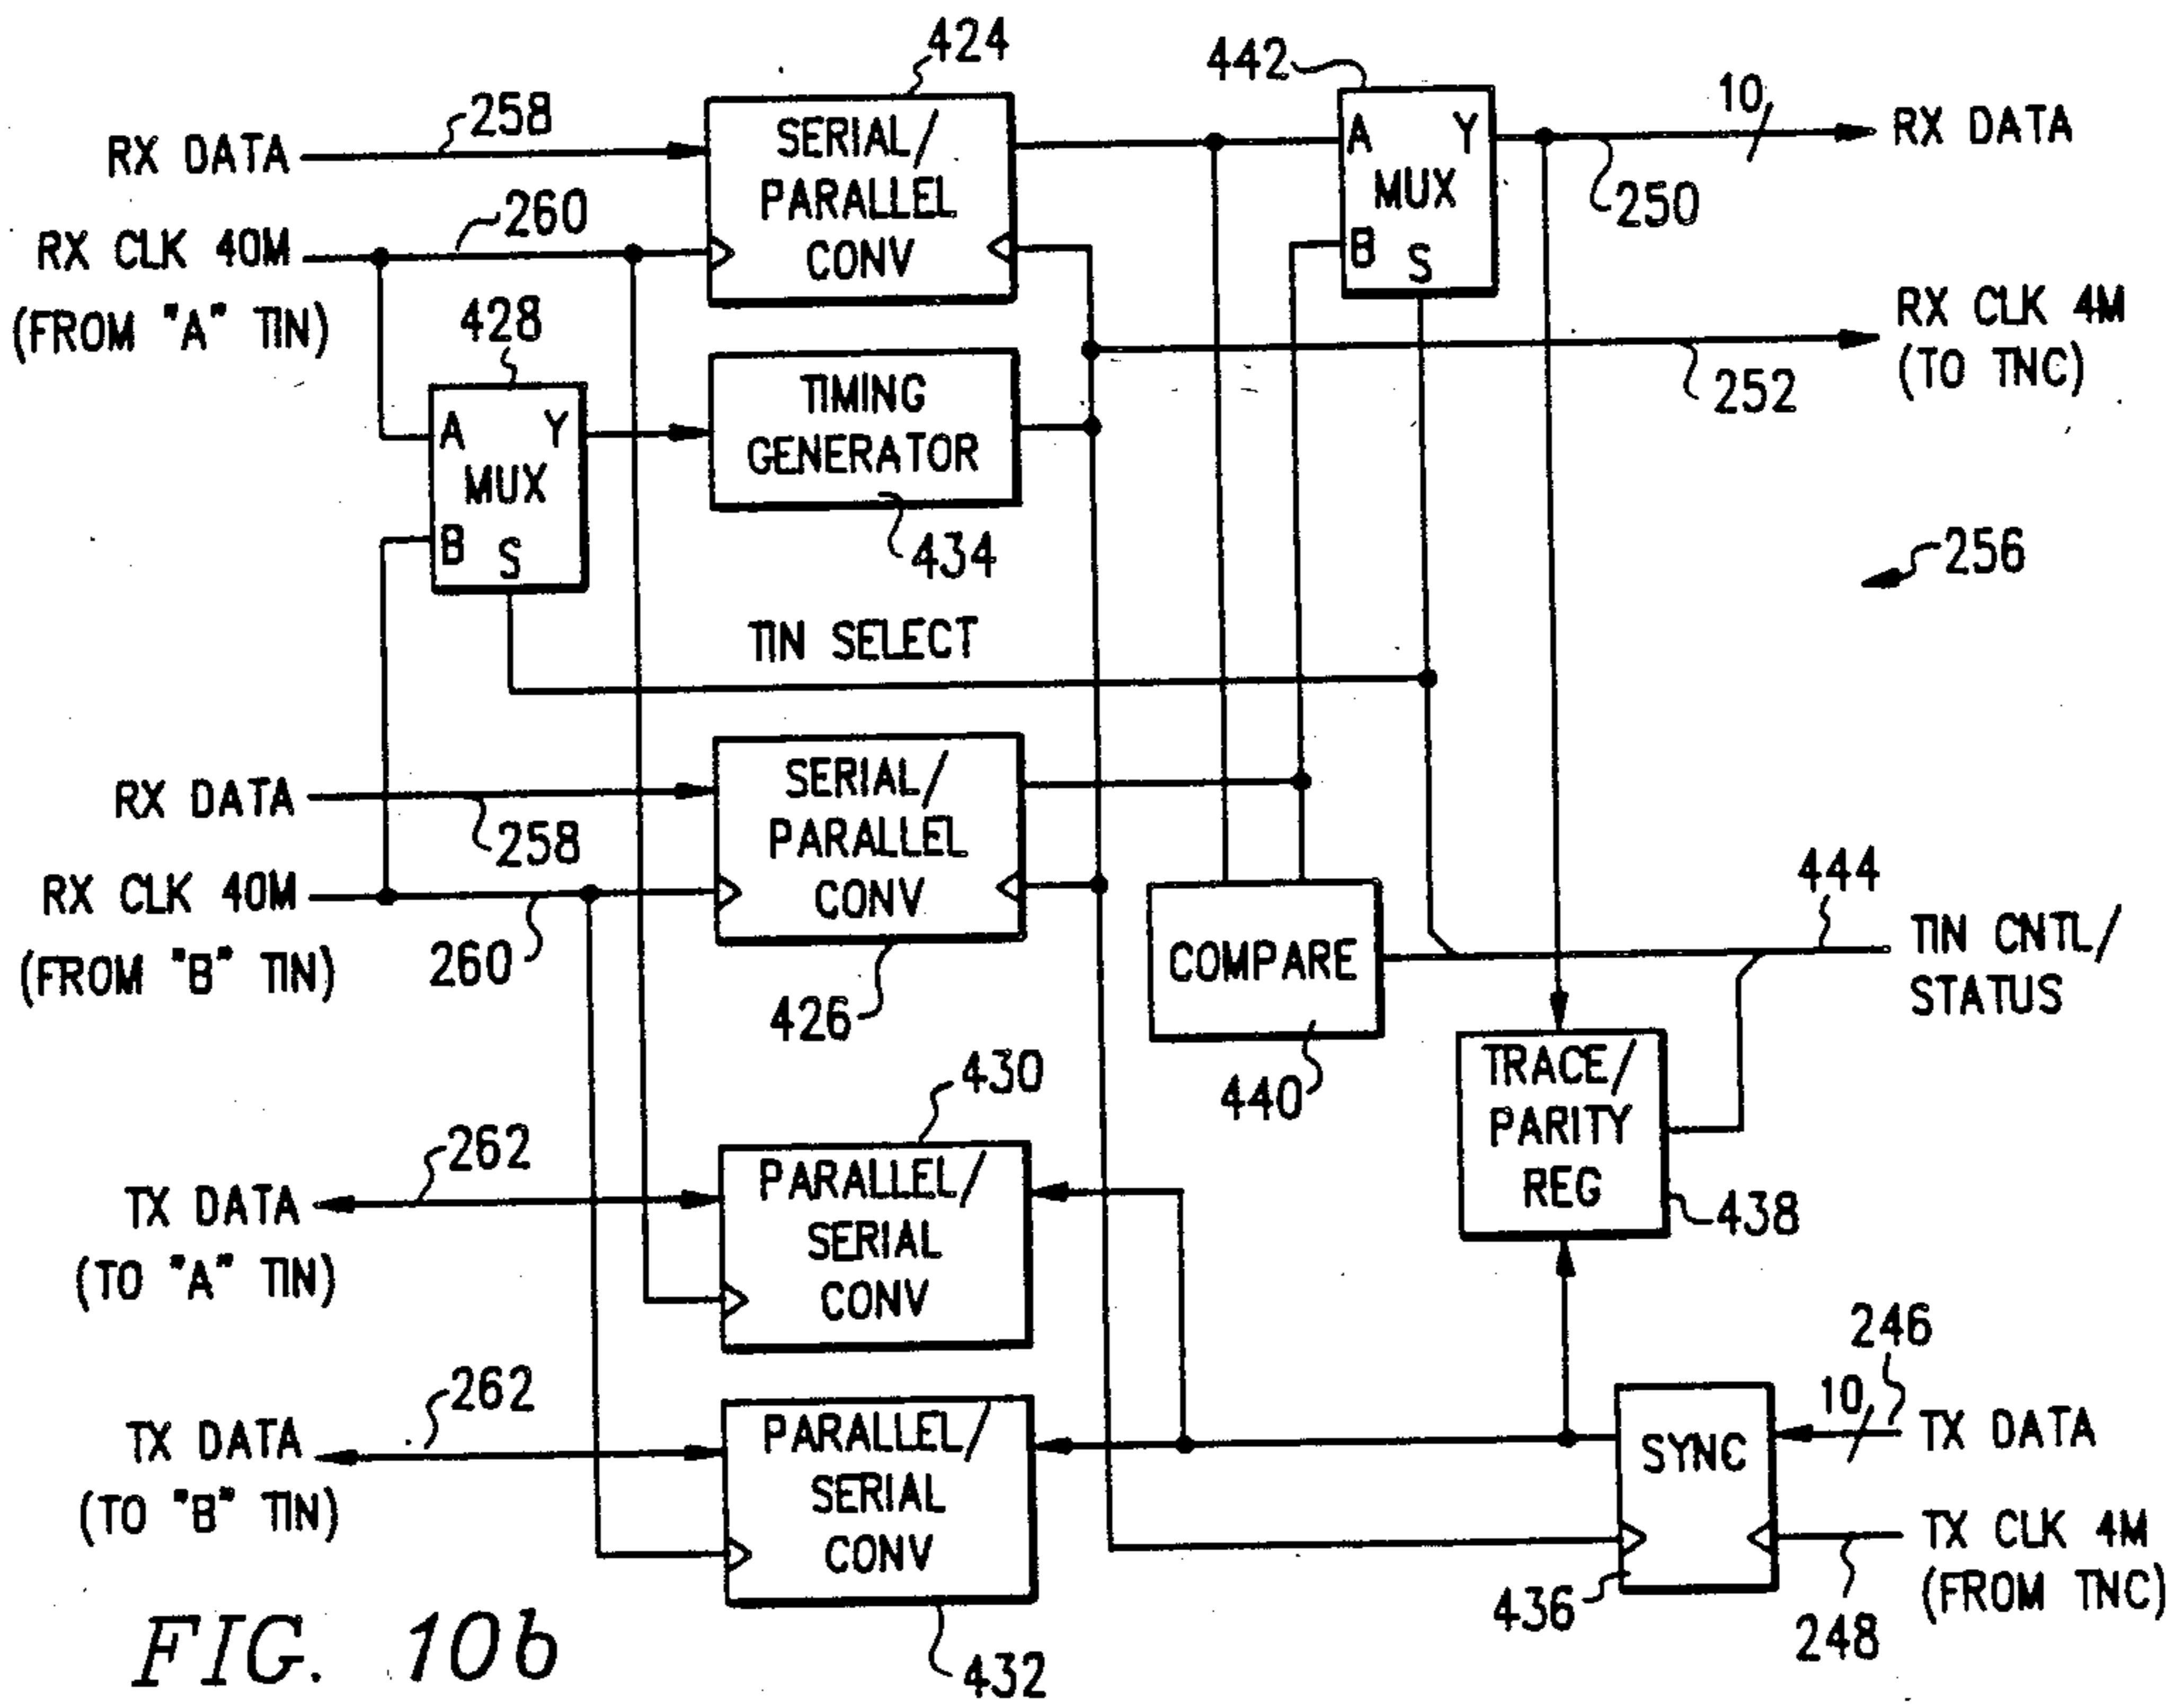 424
442
258
10
RX DATA
SERIAL/
PARALLEL
CONV
A Y
MUX
B S
RX DATA
250
260
RX CLK 40M
(FROM "A" TIN)
428
RX CLK 4M
(TO TNC)
252
A Y
MUX
B S
TIMING
GENERATOR
434
256
TIN SELECT
RX DATA
258
SERIAL/
PARALLEL
CONV
RX CLK 40M
(FROM "B" TIN)
260
426
COMPARE
440
444
TIN CNTL/
STATUS
TRACE/
PARITY
REG
438
430
262
TX DATA
(TO "A" TIN)
PARALLEL/
SERIAL
CONV
262
TX DATA
(TO "B" TIN)
PARALLEL/
SERIAL
CONV
432
246
10
SYNC
TX DATA
TX CLK 4M
(FROM TNC)
436
248
FIG. 10b